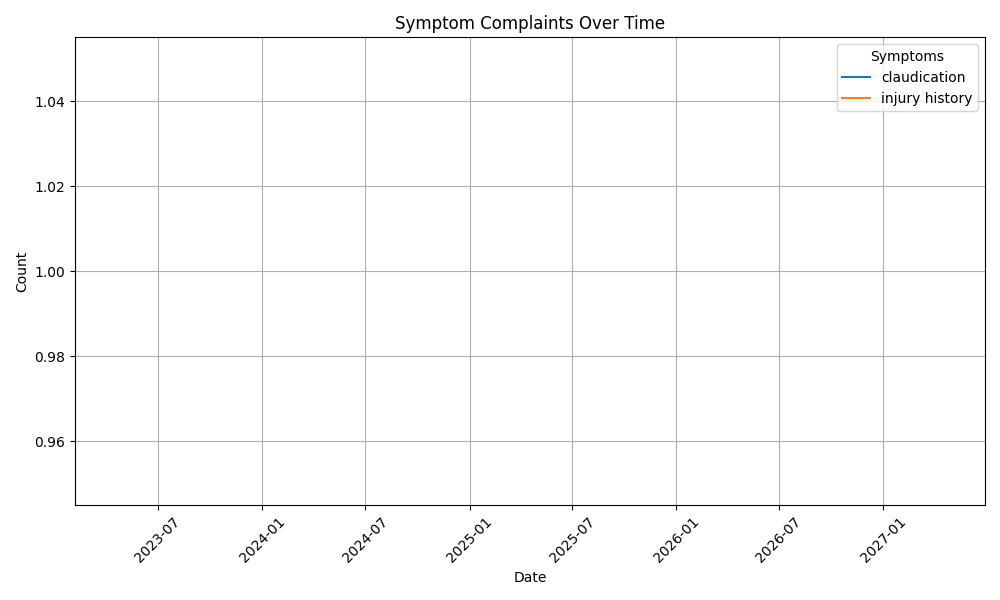 Symptom Complaints Over Time
Symptoms
claudication
injury history
1.04
1.02
1.00
0.98
0.96
Count
2023-07
2024-01
2024-07
2025-01
2025-07
2026-01
2026-07
2027-01
Date